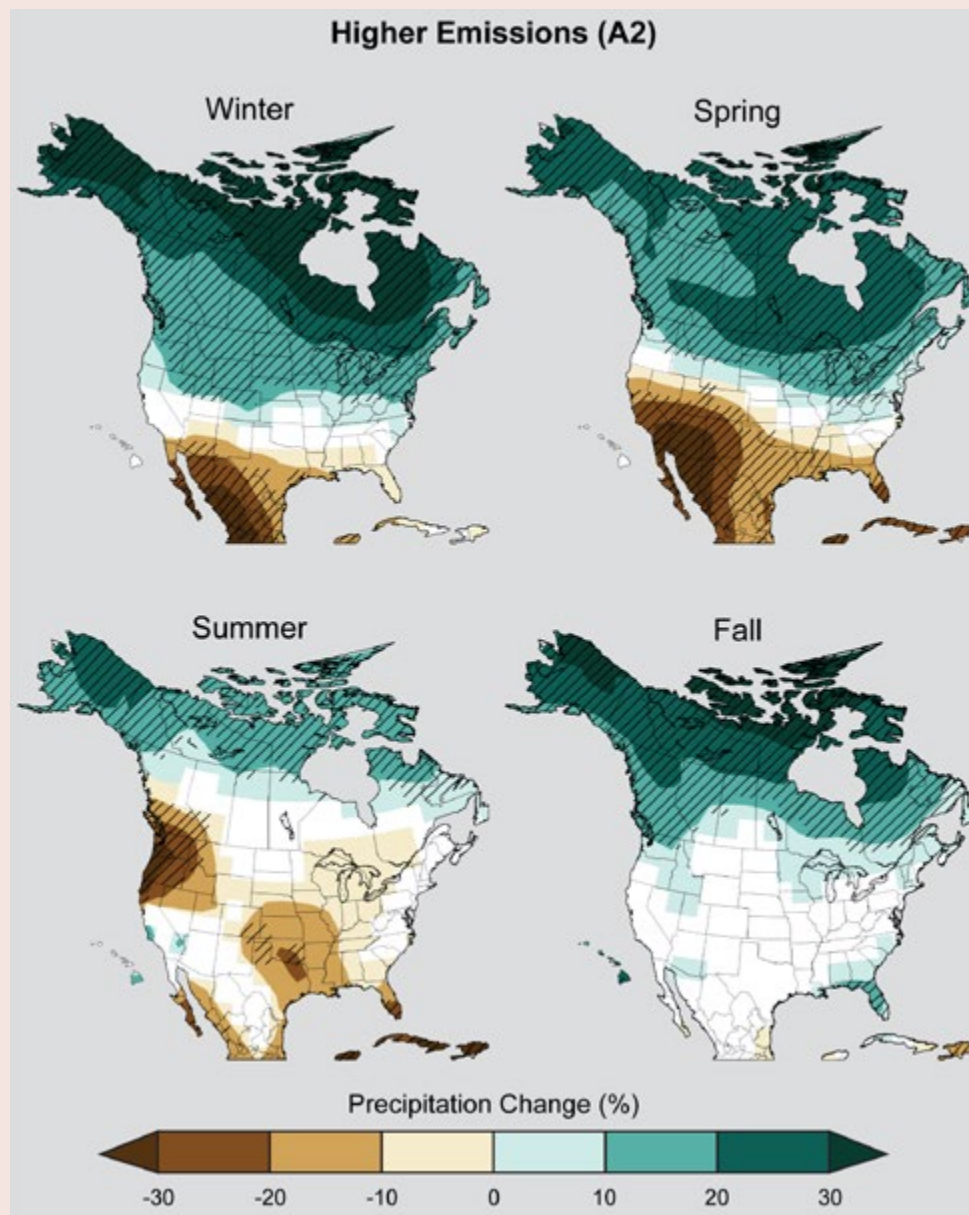 Higher Emissions (A2)
Winter
Spring
Summer
Fall
Precipitation Change (%)
-30 -20 -10 0 10 20 30